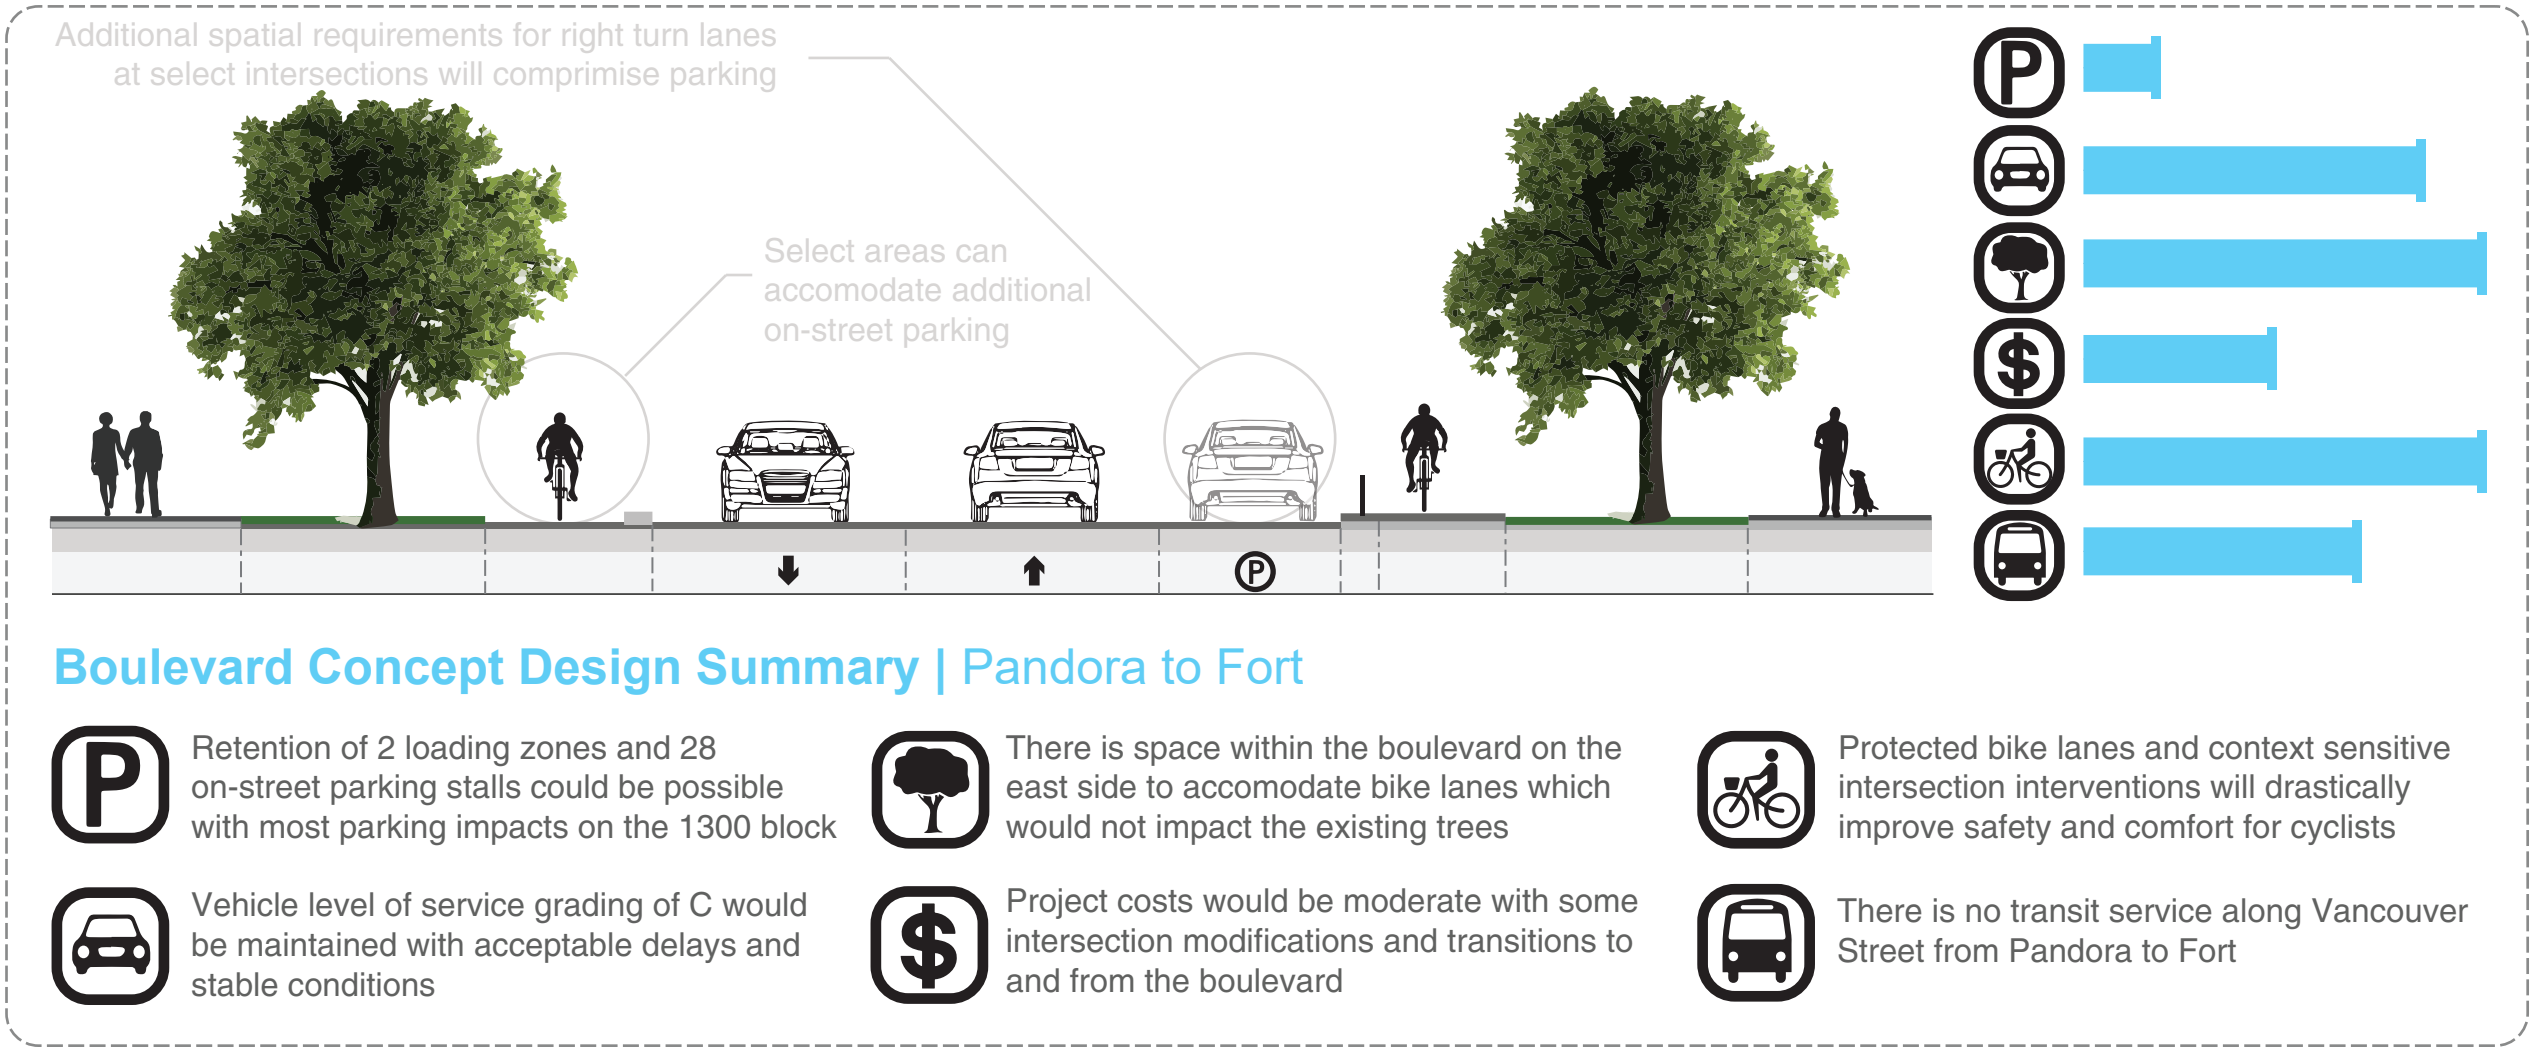 Additional spatial requirements for right turn lanes
at select intersections will comprimise parking
Select areas can
accomodate additional
on-street parking
P
$
P
Boulevard Concept Design Summary | Pandora to Fort
P
Retention of 2 loading zones and 28
on-street parking stalls could be possible
with most parking impacts on the 1300 block
There is space within the boulevard on the
east side to accomodate bike lanes which
would not impact the existing trees
Protected bike lanes and context sensitive
intersection interventions will drastically
improve safety and comfort for cyclists
Vehicle level of service grading of C would
be maintained with acceptable delays and
stable conditions
$
Project costs would be moderate with some
intersection modifications and transitions to
and from the boulevard
There is no transit service along Vancouver
Street from Pandora to Fort